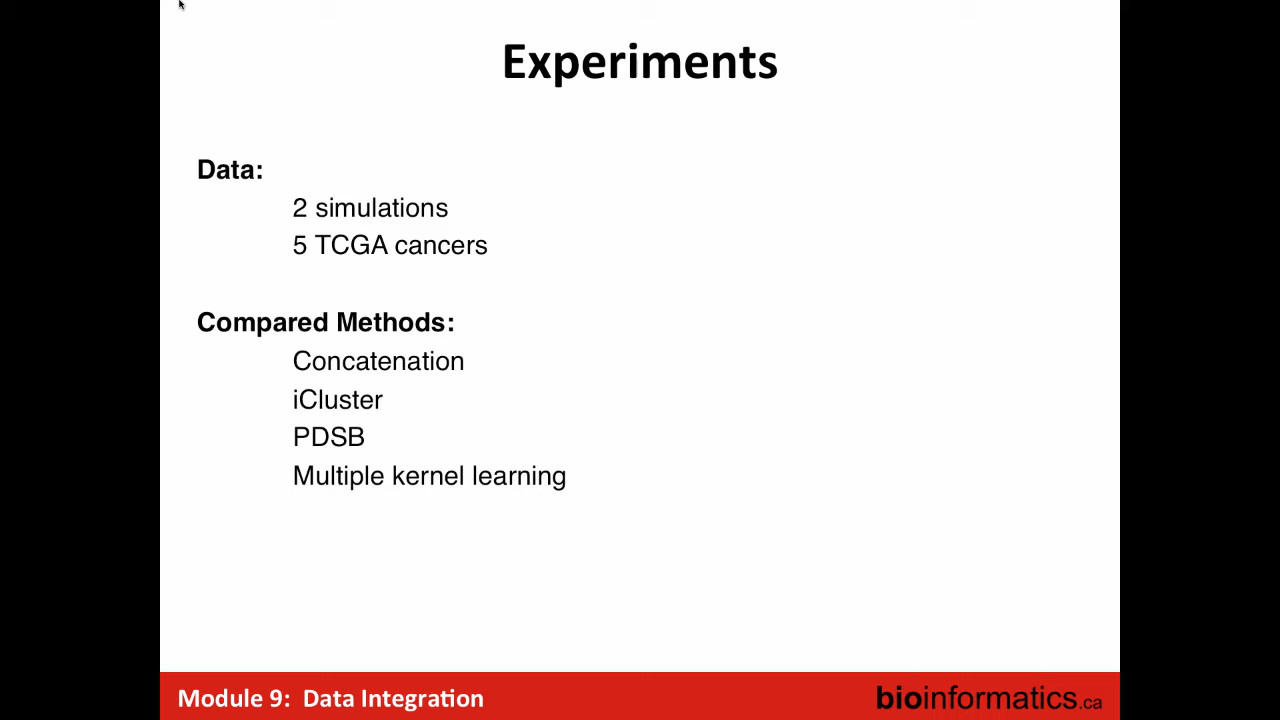 Experiments
Data:
2 simulations
5 TCGA cancers
Compared Methods:
Concatenation
iCluster
PDSB
Multiple kernel learning
Module 9: Data Integration
bioinformatics.ca